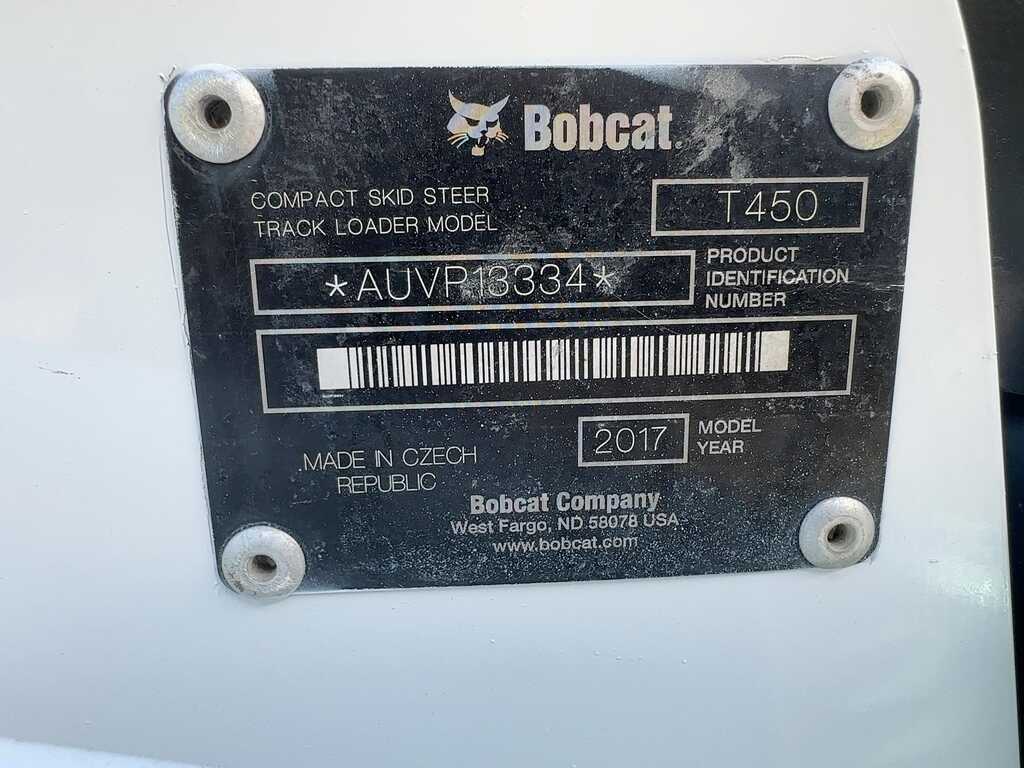 Bobcat.
COMPACT SKID STEER
TRACK LOADER MODEL
T450
*AUVP13334*
PRODUCT
IDENTIFICATION
NUMBER
2017
MODEL
YEAR
MADE IN CZECH
REPUBLIC
Bobcat Company
West Fargo, ND 58078 USA
www.bobcat.com